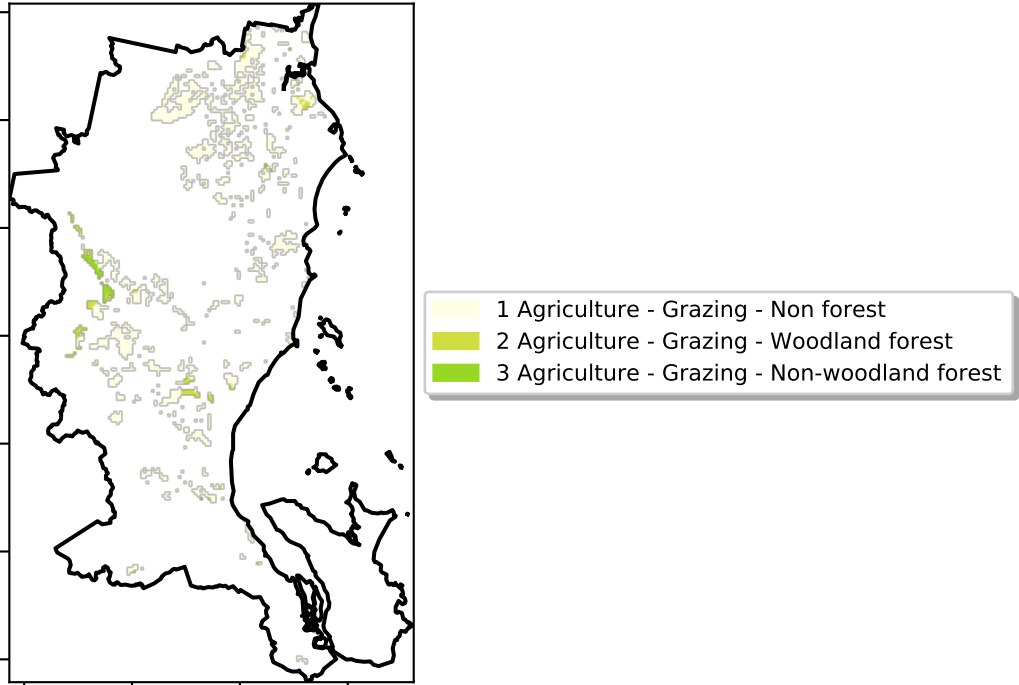 1 Agriculture - Grazing - Non forest
2 Agriculture - Grazing - Woodland forest
3 Agriculture - Grazing - Non-woodland forest